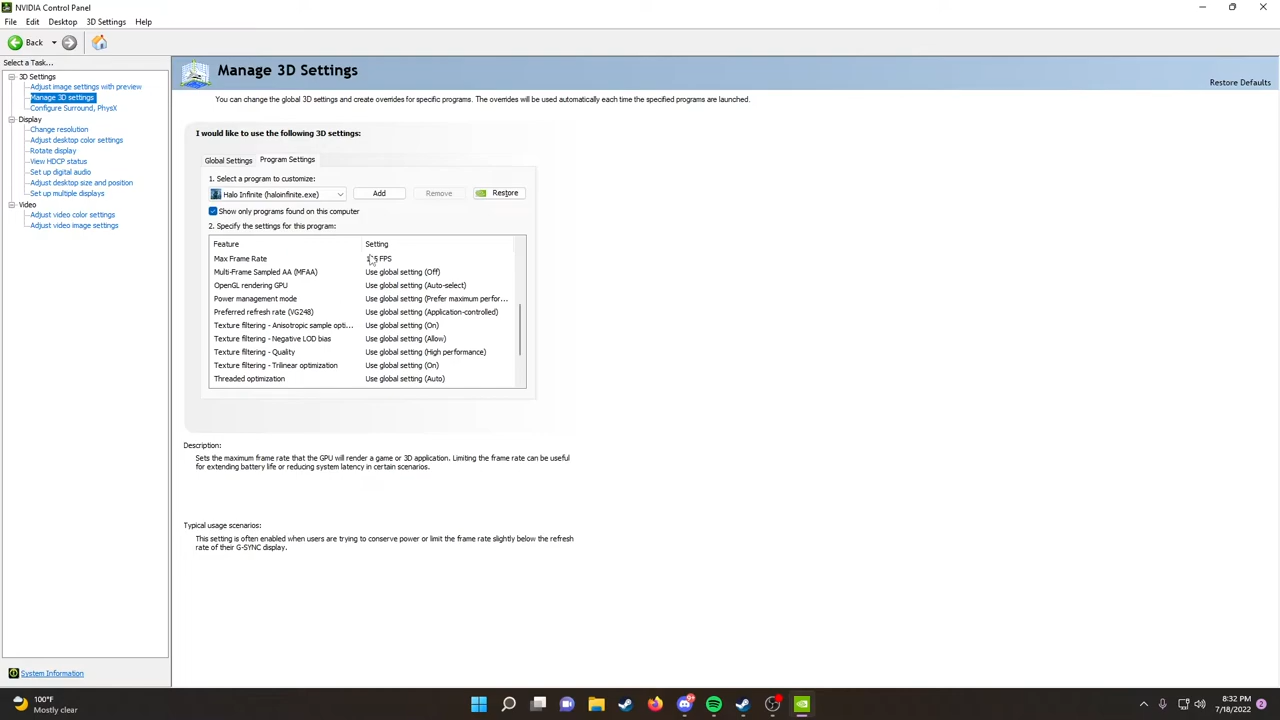 NVIDIA Control Panel
File Edit Desktop 3D Settings Help
Back
Select a Task...
3D Settings
Adjust image settings with preview
Manage 3D settings
Configure Surround, PhysX
Display
Change resolution
Adjust desktop color settings
Rotate display
View HDCP status
Set up digital audio
Adjust desktop size and position
Set up multiple displays
Video
Adjust video color settings
Adjust video image settings
System Information
Manage 3D Settings
Restore Defaults
You can change the global 3D settings and create overrides for specific programs. The overrides will be used automatically each time the specified programs are launched.
I would like to use the following 3D settings:
Global Settings Program Settings
1. Select a program to customize:
Halo Infinite (haloinfinite.exe) Add Remove Restore
Show only programs found on this computer
2. Specify the settings for this program:
Feature Setting
Max Frame Rate FPS
Multi-Frame Sampled AA (MFAA) Use global setting (Off)
OpenGL rendering GPU Use global setting (Auto-select)
Power management mode Use global setting (Prefer maximum perfor...
Preferred refresh rate (VG248) Use global setting (Application-controlled)
Texture filtering - Anisotropic sample opti... Use global setting (On)
Texture filtering - Negative LOD bias Use global setting (Allow)
Texture filtering - Quality Use global setting (High performance)
Texture filtering - Trilinear optimization Use global setting (On)
Threaded optimization Use global setting (Auto)
Description:
Sets the maximum frame rate that the GPU will render a game or 3D application. Limiting the frame rate can be useful
for extending battery life or reducing system latency in certain scenarios.
Typical usage scenarios:
This setting is often enabled when users are trying to conserve power or limit the frame rate slightly below the refresh
rate of their G-SYNC display.
100°F
Mostly clear
8:32 PM
7/18/2022
2